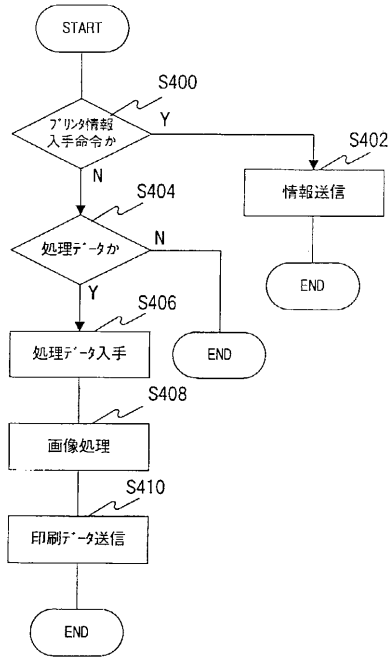 START
S400
プリンタ情報
入手命令か
Y
S402
N
情報送信
S404
処理データか
N
END
Y
S406
処理データ入手
END
S408
画像処理
S410
印刷データ送信
END